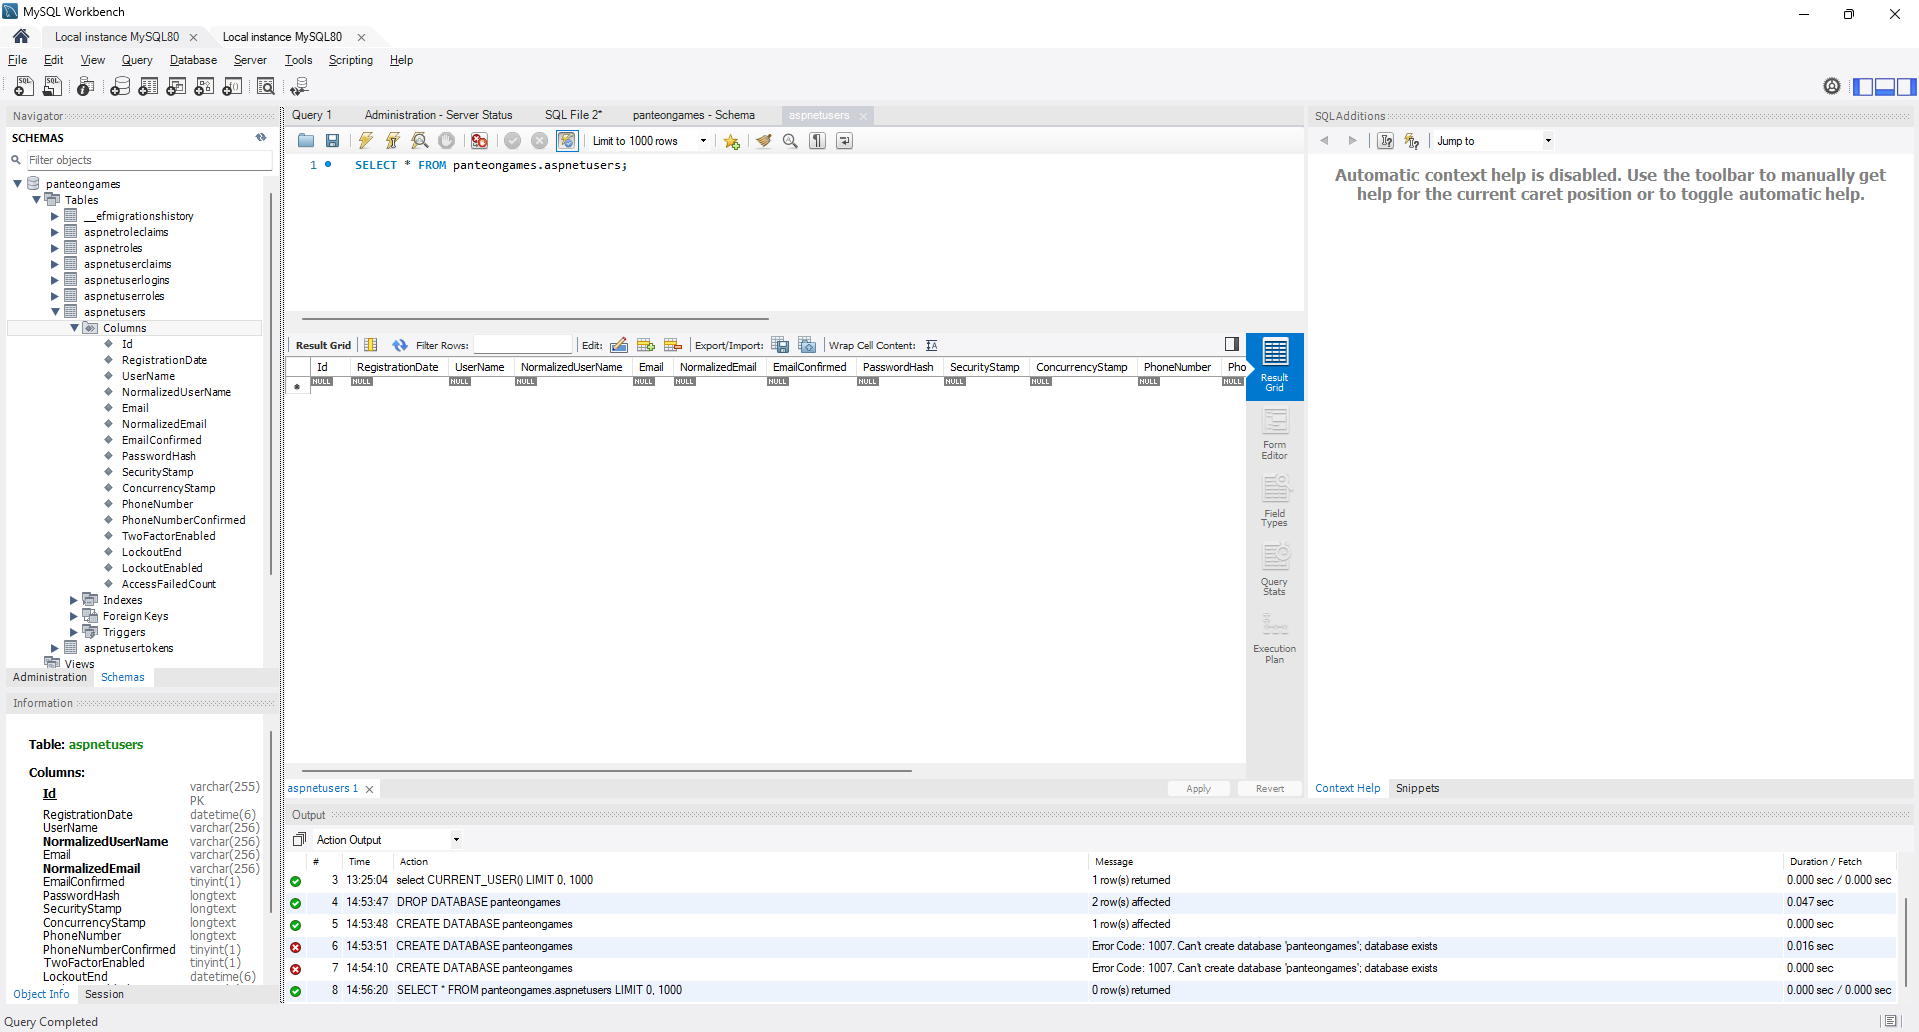 MySQL Workbench
Local instance MySQL80
Local instance MySQL80
File Edit View Query Database Server Tools Scripting Help
Navigator
SCHEMAS
Filter objects
panteongames
Tables
__efmigrationshistory
aspnetroleclaims
aspnetroles
aspnetuserclaims
aspnetuserlogins
aspnetuserroles
aspnetusers
Columns
Id
RegistrationDate
UserName
NormalizedUserName
Email
NormalizedEmail
EmailConfirmed
PasswordHash
SecurityStamp
ConcurrencyStamp
PhoneNumber
PhoneNumberConfirmed
TwoFactorEnabled
LockoutEnd
LockoutEnabled
AccessFailedCount
Indexes
Foreign Keys
Triggers
aspnetusertokens
Views
Administration Schemas
Information
Table: aspnetusers
Columns:
Id varchar(255) PK
RegistrationDate datetime(6)
UserName varchar(256)
NormalizedUserName varchar(256)
Email varchar(256)
NormalizedEmail varchar(256)
EmailConfirmed tinyint(1)
PasswordHash longtext
SecurityStamp longtext
ConcurrencyStamp longtext
PhoneNumber longtext
PhoneNumberConfirmed tinyint(1)
TwoFactorEnabled tinyint(1)
LockoutEnd datetime(6)
Object Info Session
Query Completed
Query 1 Administration - Server Status SQL File 2* panteongames - Schema aspnetusers
Limit to 1000 rows
1 SELECT * FROM panteongames.aspnetusers;
Result Grid Filter Rows: Edit: Export/Import: Wrap Cell Content:
Id RegistrationDate UserName NormalizedUserName Email NormalizedEmail EmailConfirmed PasswordHash SecurityStamp ConcurrencyStamp PhoneNumber Pho
NULL NULL NULL NULL NULL NULL NULL NULL NULL NULL NULL NULL
Result Grid
Form Editor
Field Types
Query Stats
Execution Plan
aspnetusers 1
Apply Revert
SQLAdditions
Jump to
Automatic context help is disabled. Use the toolbar to manually get
help for the current caret position or to toggle automatic help.
Context Help Snippets
Output
Action Output
# Time Action Message Duration / Fetch
3 13:25:04 select CURRENT_USER() LIMIT 0, 1000 1 row(s) returned 0.000 sec / 0.000 sec
4 14:53:47 DROP DATABASE panteongames 2 row(s) affected 0.047 sec
5 14:53:48 CREATE DATABASE panteongames 1 row(s) affected 0.000 sec
6 14:53:51 CREATE DATABASE panteongames Error Code: 1007. Can't create database 'panteongames'; database exists 0.016 sec
7 14:54:10 CREATE DATABASE panteongames Error Code: 1007. Can't create database 'panteongames'; database exists 0.000 sec
8 14:56:20 SELECT * FROM panteongames.aspnetusers LIMIT 0, 1000 0 row(s) returned 0.000 sec / 0.000 sec